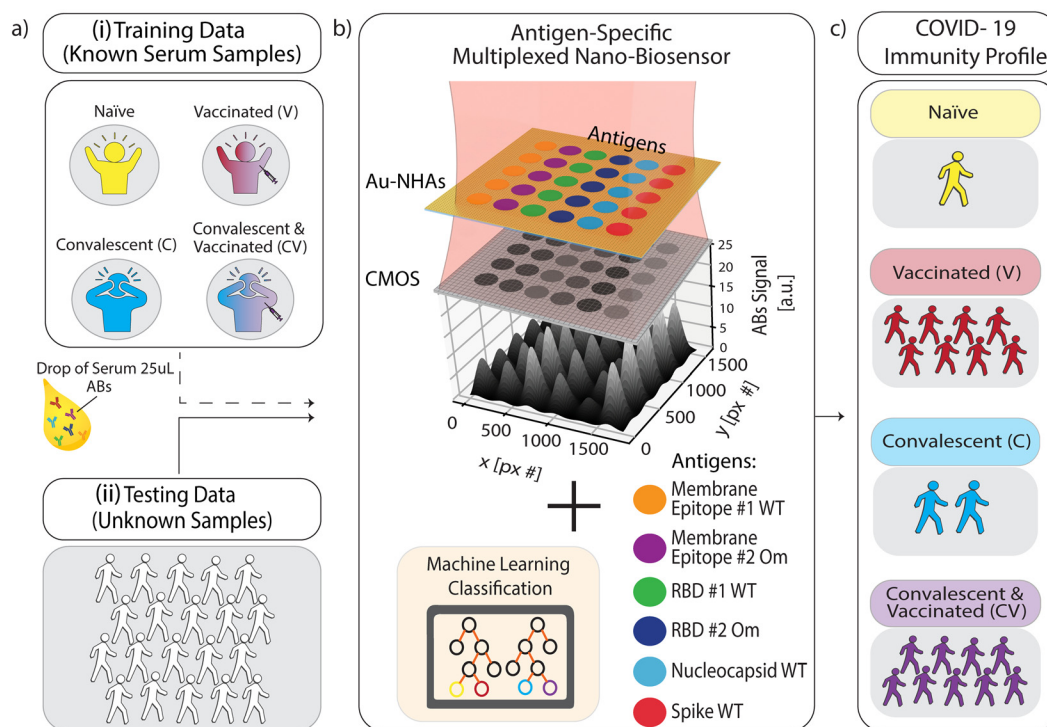 a)
(i) Training Data
(Known Serum Samples)
Naïve
Vaccinated (V)
Convalescent (C)
Convalescent &
Vaccinated (CV)
Drop of Serum 25uL
ABs
(ii) Testing Data
(Unknown Samples)
b)
Antigen-Specific
Multiplexed Nano-Biosensor
Antigens
Au-NHAs
CMOS
25
20
15
10
5
0
ABs Signal
[a.u.]
0
500
1000
1500
x [px #]
0
500
1000
1500
y [px #]
Antigens:
Membrane
Epitope #1 WT
Membrane
Epitope #2 Om
RBD #1 WT
RBD #2 Om
Nucleocapsid WT
Spike WT
Machine Learning
Classification
c)
COVID- 19
Immunity Profile
Naïve
Vaccinated (V)
Convalescent (C)
Convalescent &
Vaccinated (CV)